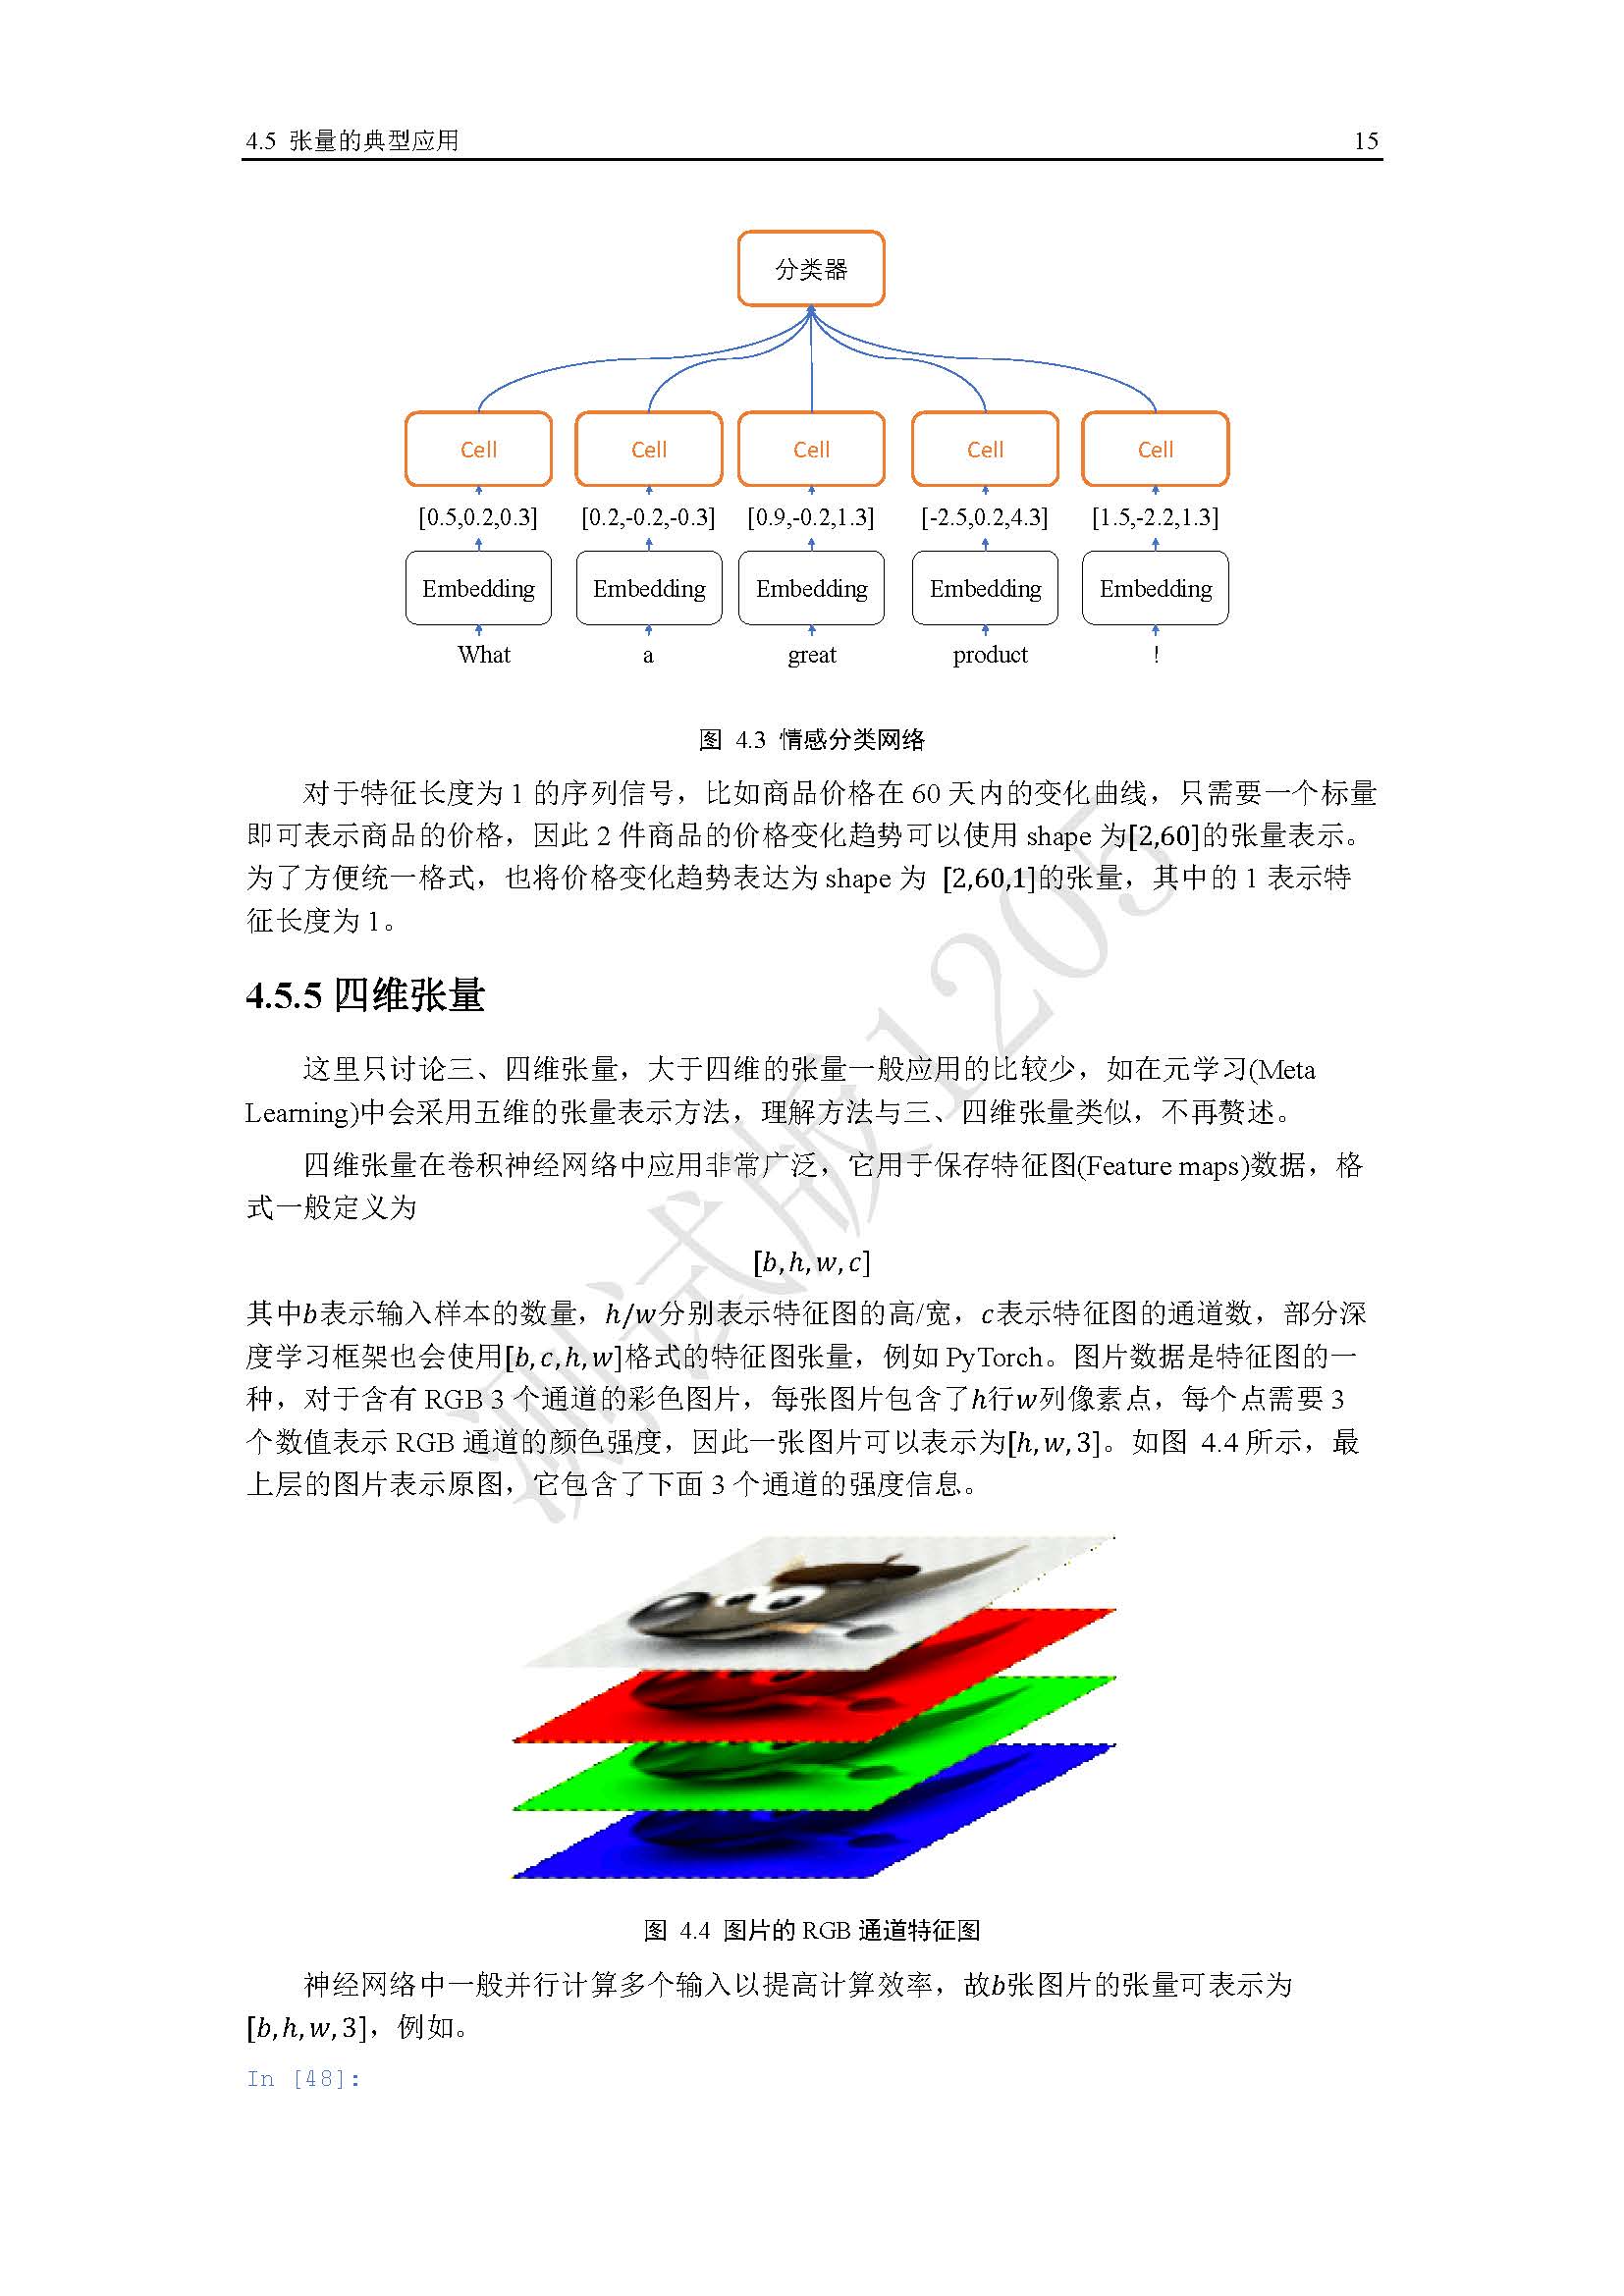 4.5 张量的典型应用 15
分类器
Cell Cell Cell Cell Cell
[0.5,0.2,0.3] [0.2,-0.2,-0.3] [0.9,-0.2,1.3] [-2.5,0.2,4.3] [1.5,-2.2,1.3]
Embedding Embedding Embedding Embedding Embedding
What a great product !
图 4.3 情感分类网络
对于特征长度为 1 的序列信号，比如商品价格在 60 天内的变化曲线，只需要一个标量
即可表示商品的价格，因此 2 件商品的价格变化趋势可以使用 shape 为[2,60]的张量表示。
为了方便统一格式，也将价格变化趋势表达为 shape 为 [2,60,1]的张量，其中的 1 表示特
征长度为 1。
4.5.5 四维张量
这里只讨论三、四维张量，大于四维的张量一般应用的比较少，如在元学习(Meta
Learning)中会采用五维的张量表示方法，理解方法与三、四维张量类似，不再赘述。
四维张量在卷积神经网络中应用非常广泛，它用于保存特征图(Feature maps)数据，格
式一般定义为
[b, h, w, c]
其中b表示输入样本的数量，h/w分别表示特征图的高/宽，c表示特征图的通道数，部分深
度学习框架也会使用[b, c, h, w]格式的特征图张量，例如 PyTorch。图片数据是特征图的一
种，对于含有 RGB 3 个通道的彩色图片，每张图片包含了h行w列像素点，每个点需要 3
个数值表示 RGB 通道的颜色强度，因此一张图片可以表示为[h, w, 3]。如图 4.4 所示，最
上层的图片表示原图，它包含了下面 3 个通道的强度信息。
图 4.4 图片的 RGB 通道特征图
神经网络中一般并行计算多个输入以提高计算效率，故b张图片的张量可表示为
[b, h, w, 3]，例如。
In [48]:
测试版1205